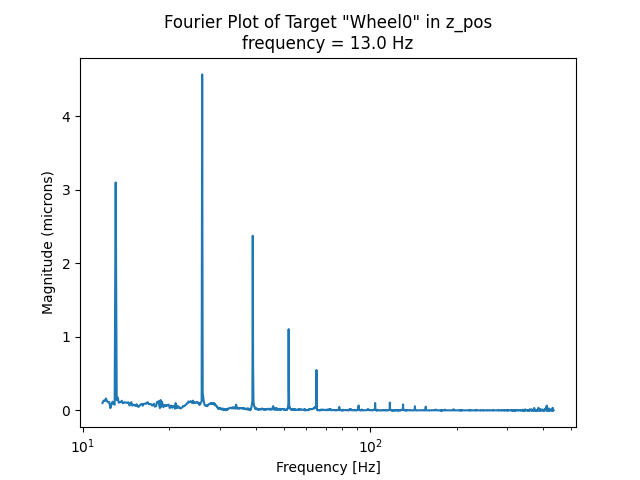 Fourier Plot of Target "Wheel0" in z_pos
frequency = 13.0 Hz
Magnitude (microns)
4
3
2
1
0
10¹
10²
Frequency [Hz]